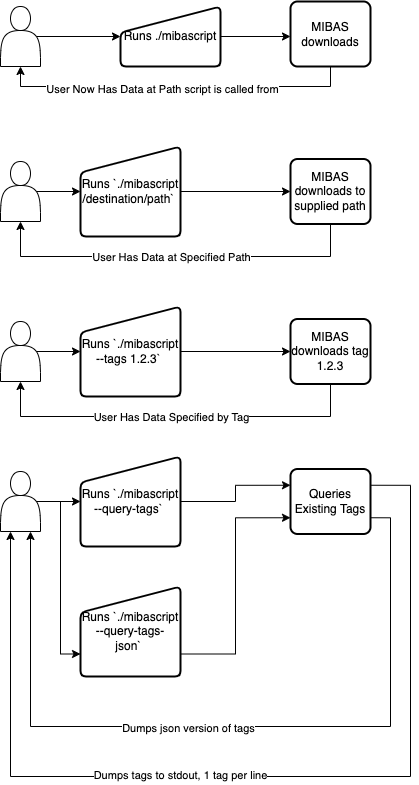 Runs ./mibascript
MIBAS
downloads
User Now Has Data at Path script is called from
Runs `./mibascript
/destination/path`
MIBAS
downloads to
supplied path
User Has Data at Specified Path
Runs `./mibascript
--tags 1.2.3`
MIBAS
downloads tag
1.2.3
User Has Data Specified by Tag
Runs `./mibascript
--query-tags`
Queries
Existing Tags
Runs `./mibascript
--query-tags-
json`
Dumps json version of tags
Dumps tags to stdout, 1 tag per line